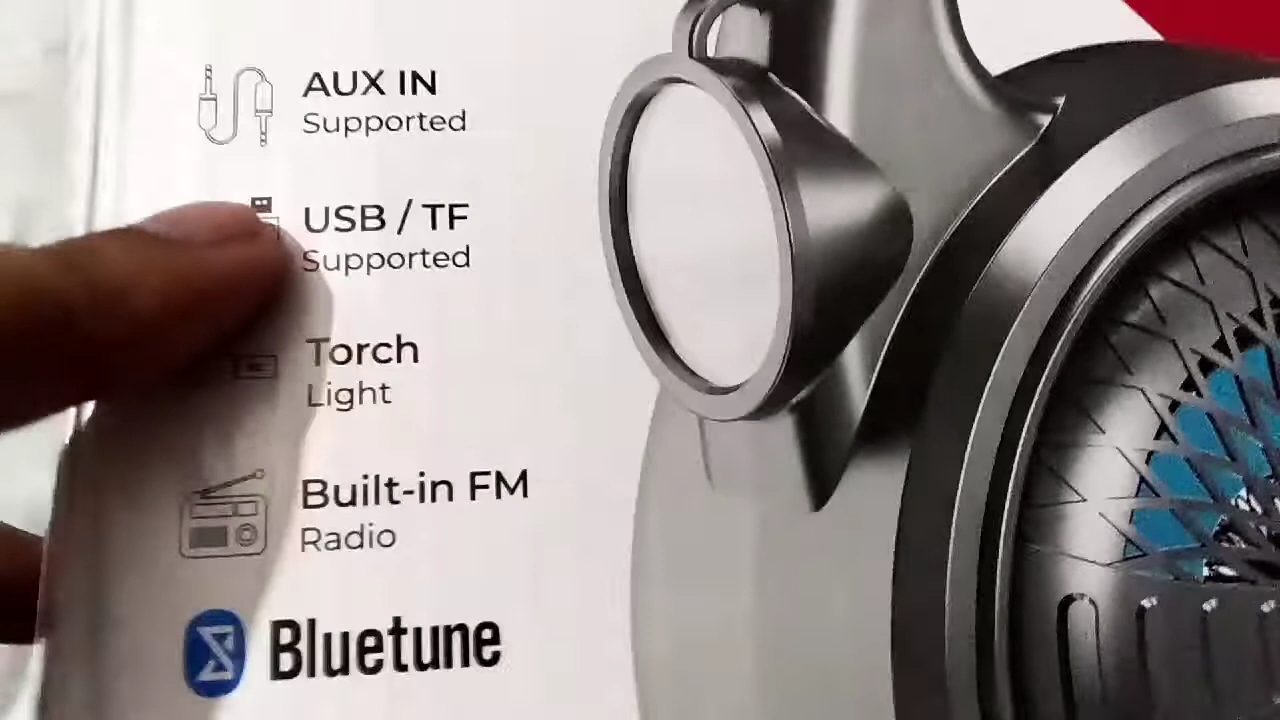 AUX IN
Supported
USB / TF
Supported
Torch
Light
Built-in FM
Radio
Bluetune